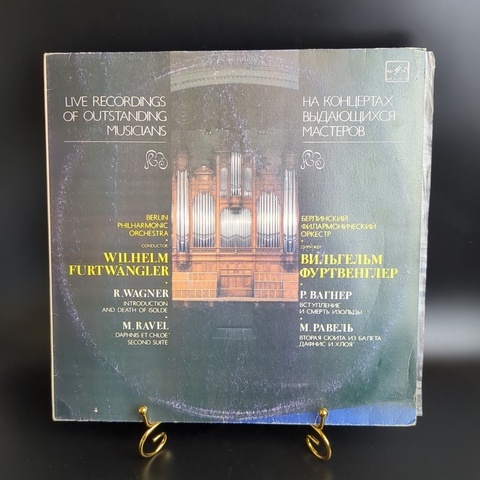 LIVE RECORDINGS
OF OUTSTANDING
MUSICIANS
BERLIN
PHILHARMONIC
ORCHESTRA
CONDUCTOR
WILHELM
FURTWÄNGLER
R.WAGNER
INTRODUCTION
AND DEATH OF ISOLDE
M.RAVEL
DAPHNIS ET CHLOE
SECOND SUITE
НА КОНЦЕРТАХ
ВЫДАЮЩИХСЯ
МАСТЕРОВ
БЕРЛИНСКИЙ
ФИЛАРМОНИЧЕСКИЙ
ОРКЕСТР
ДИРИЖЕР
ВИЛЬГЕЛЬМ
ФУРТВЕНГЛЕР
Р. ВАГНЕР
ВСТУПЛЕНИЕ
И СМЕРТЬ ИЗОЛЬДЫ
М.РАВЕЛЬ
ВТОРАЯ СЮИТА ИЗ БАЛЕТА
ДАФНИС И ХЛОЯ